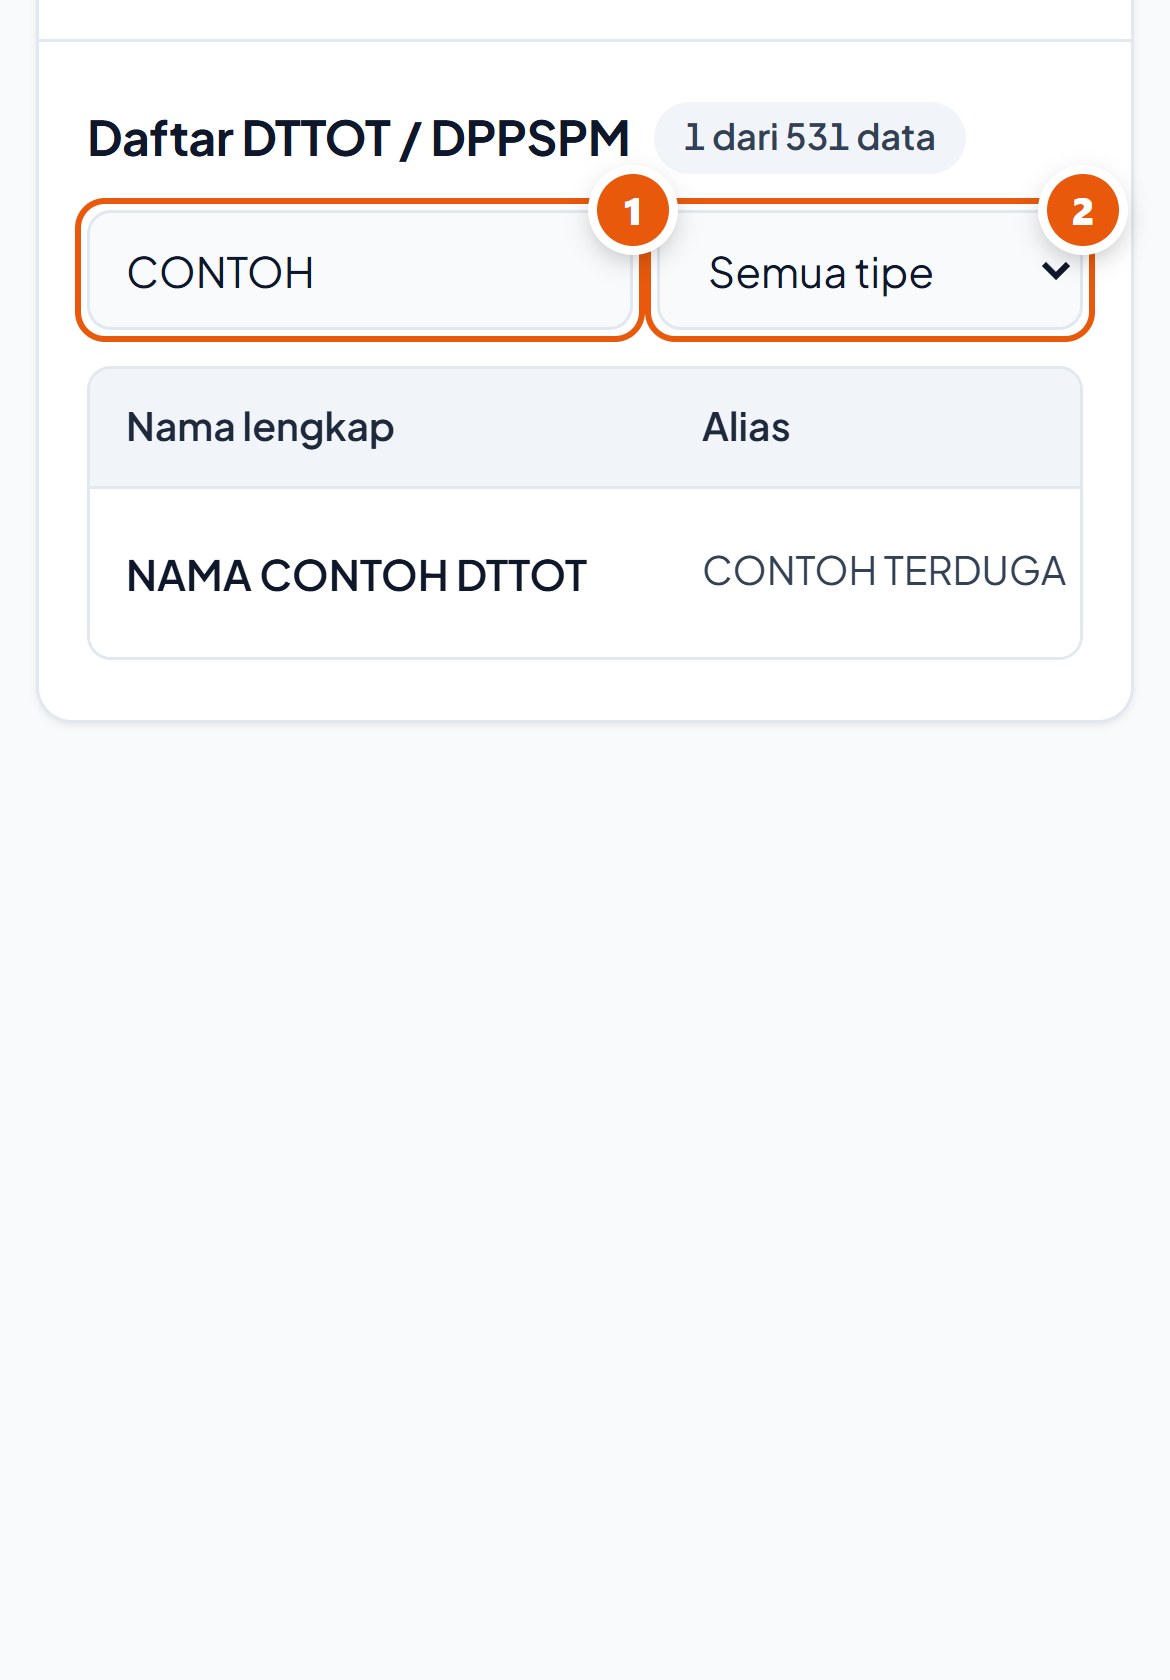 Daftar DTTOT / DPPSPM 1 dari 531 data
1 2
CONTOH Semua tipe
Nama lengkap Alias
NAMA CONTOH DTTOT CONTOH TERDUGA